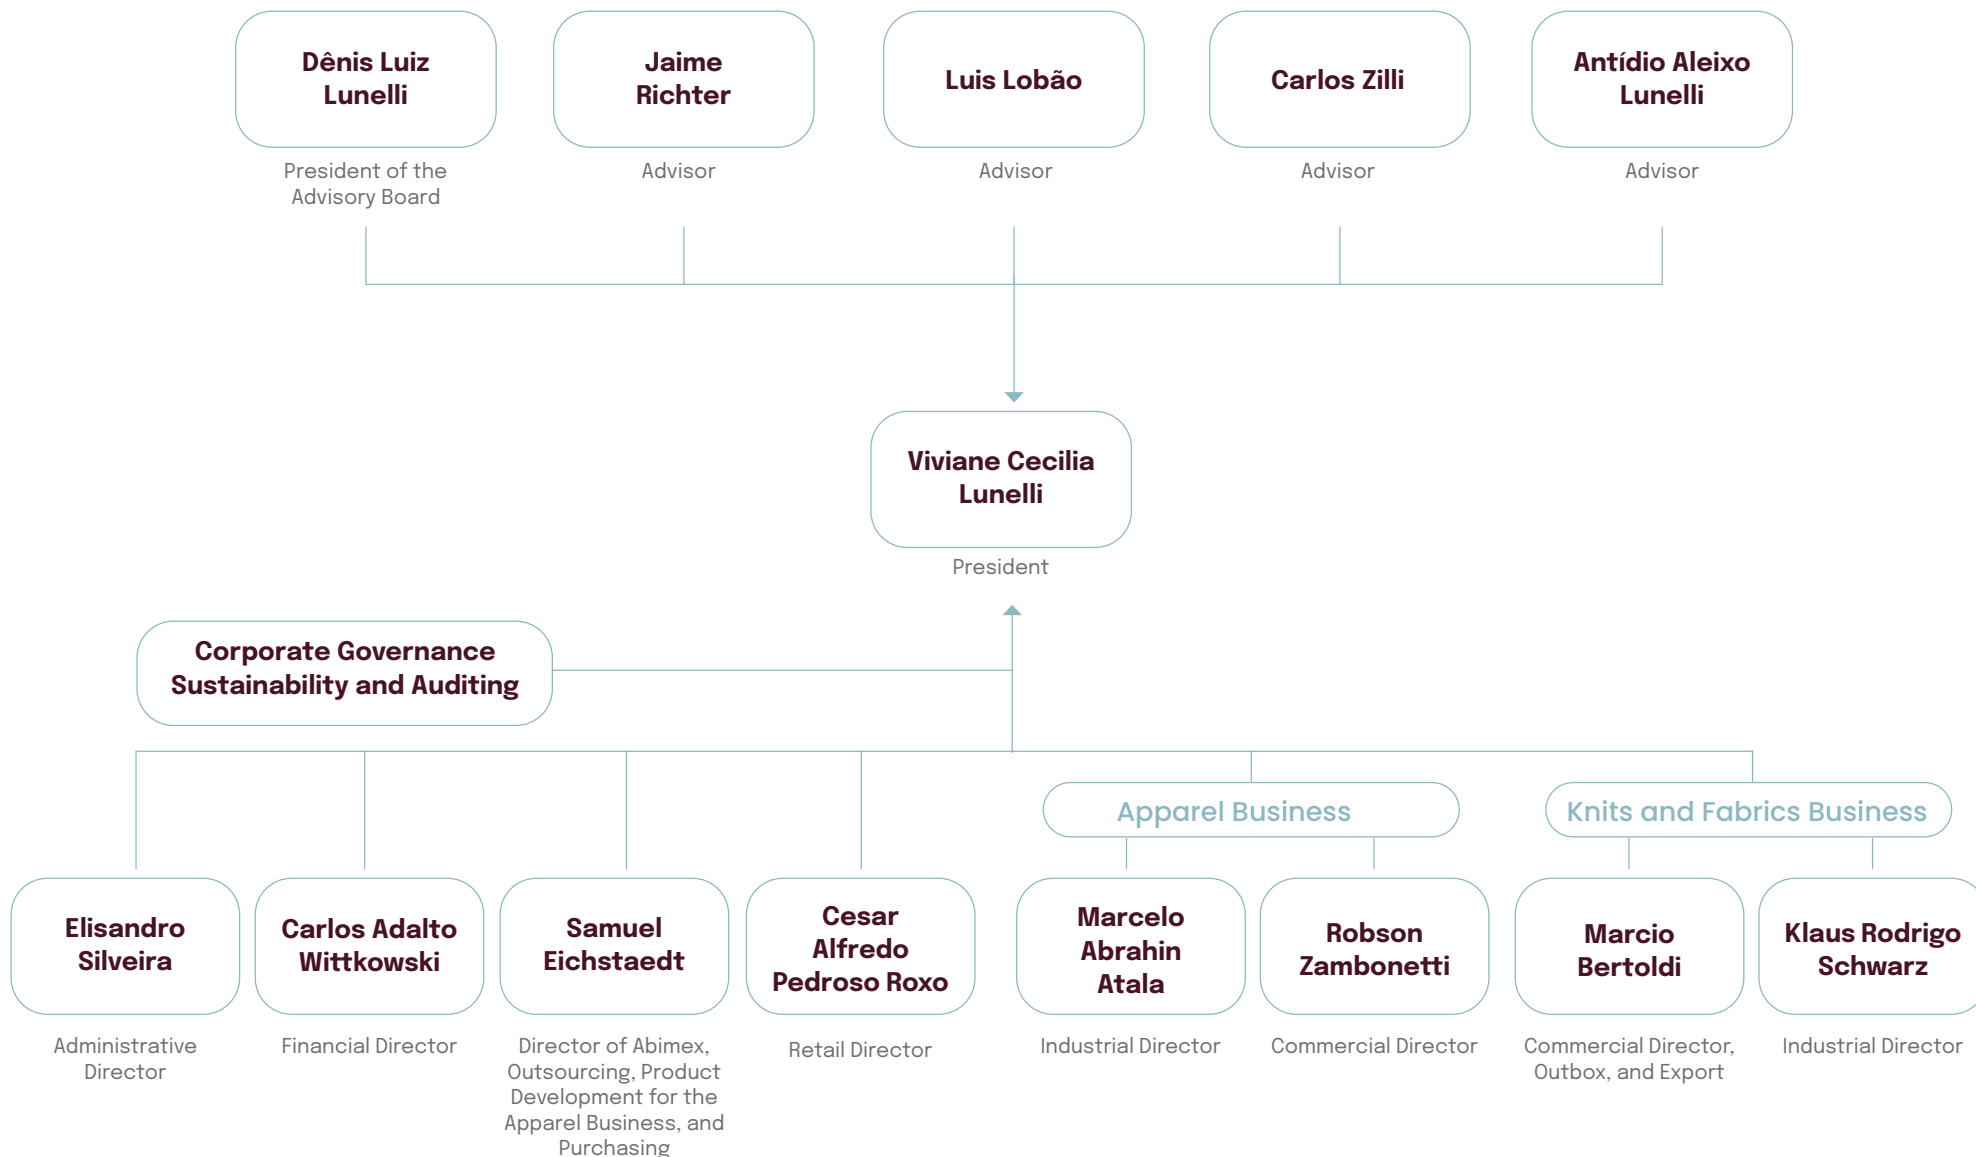 Dênis Luiz
Lunelli
President of the
Advisory Board
Jaime
Richter
Advisor
Luis Lobão
Advisor
Carlos Zilli
Advisor
Antídio Aleixo
Lunelli
Advisor
Viviane Cecilia
Lunelli
President
Corporate Governance
Sustainability and Auditing
Apparel Business
Knits and Fabrics Business
Elisandro
Silveira
Administrative
Director
Carlos Adalto
Wittkowski
Financial Director
Samuel
Eichstaedt
Director of Abimex,
Outsourcing, Product
Development for the
Apparel Business, and
Purchasing
Cesar
Alfredo
Pedroso Roxo
Retail Director
Marcelo
Abrahin
Atala
Industrial Director
Robson
Zambonetti
Commercial Director
Marcio
Bertoldi
Commercial Director,
Outbox, and Export
Klaus Rodrigo
Schwarz
Industrial Director